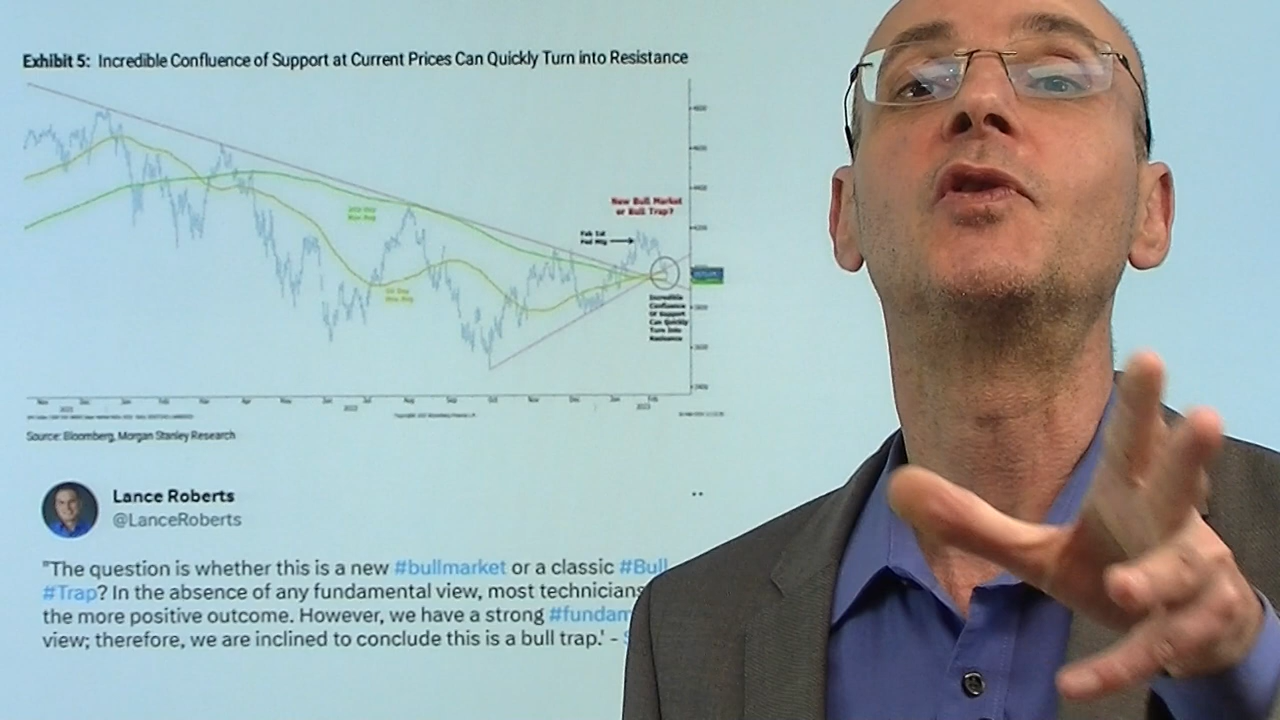 Exhibit 5: Incredible Confluence of Support at Current Prices Can Quickly Turn into Resistance
New Bull Market
or Bull Trap?
Feb 1st
Fed Mtg
Incredible
Confluence
Of Support
Can Quickly
Turn Into
Resistance
Source: Bloomberg, Morgan Stanley Research
Lance Roberts
@LanceRoberts
"The question is whether this is a new #bullmarket or a classic #Bull
#Trap? In the absence of any fundamental view, most technicians
the more positive outcome. However, we have a strong #fundam
view; therefore, we are inclined to conclude this is a bull trap.' -